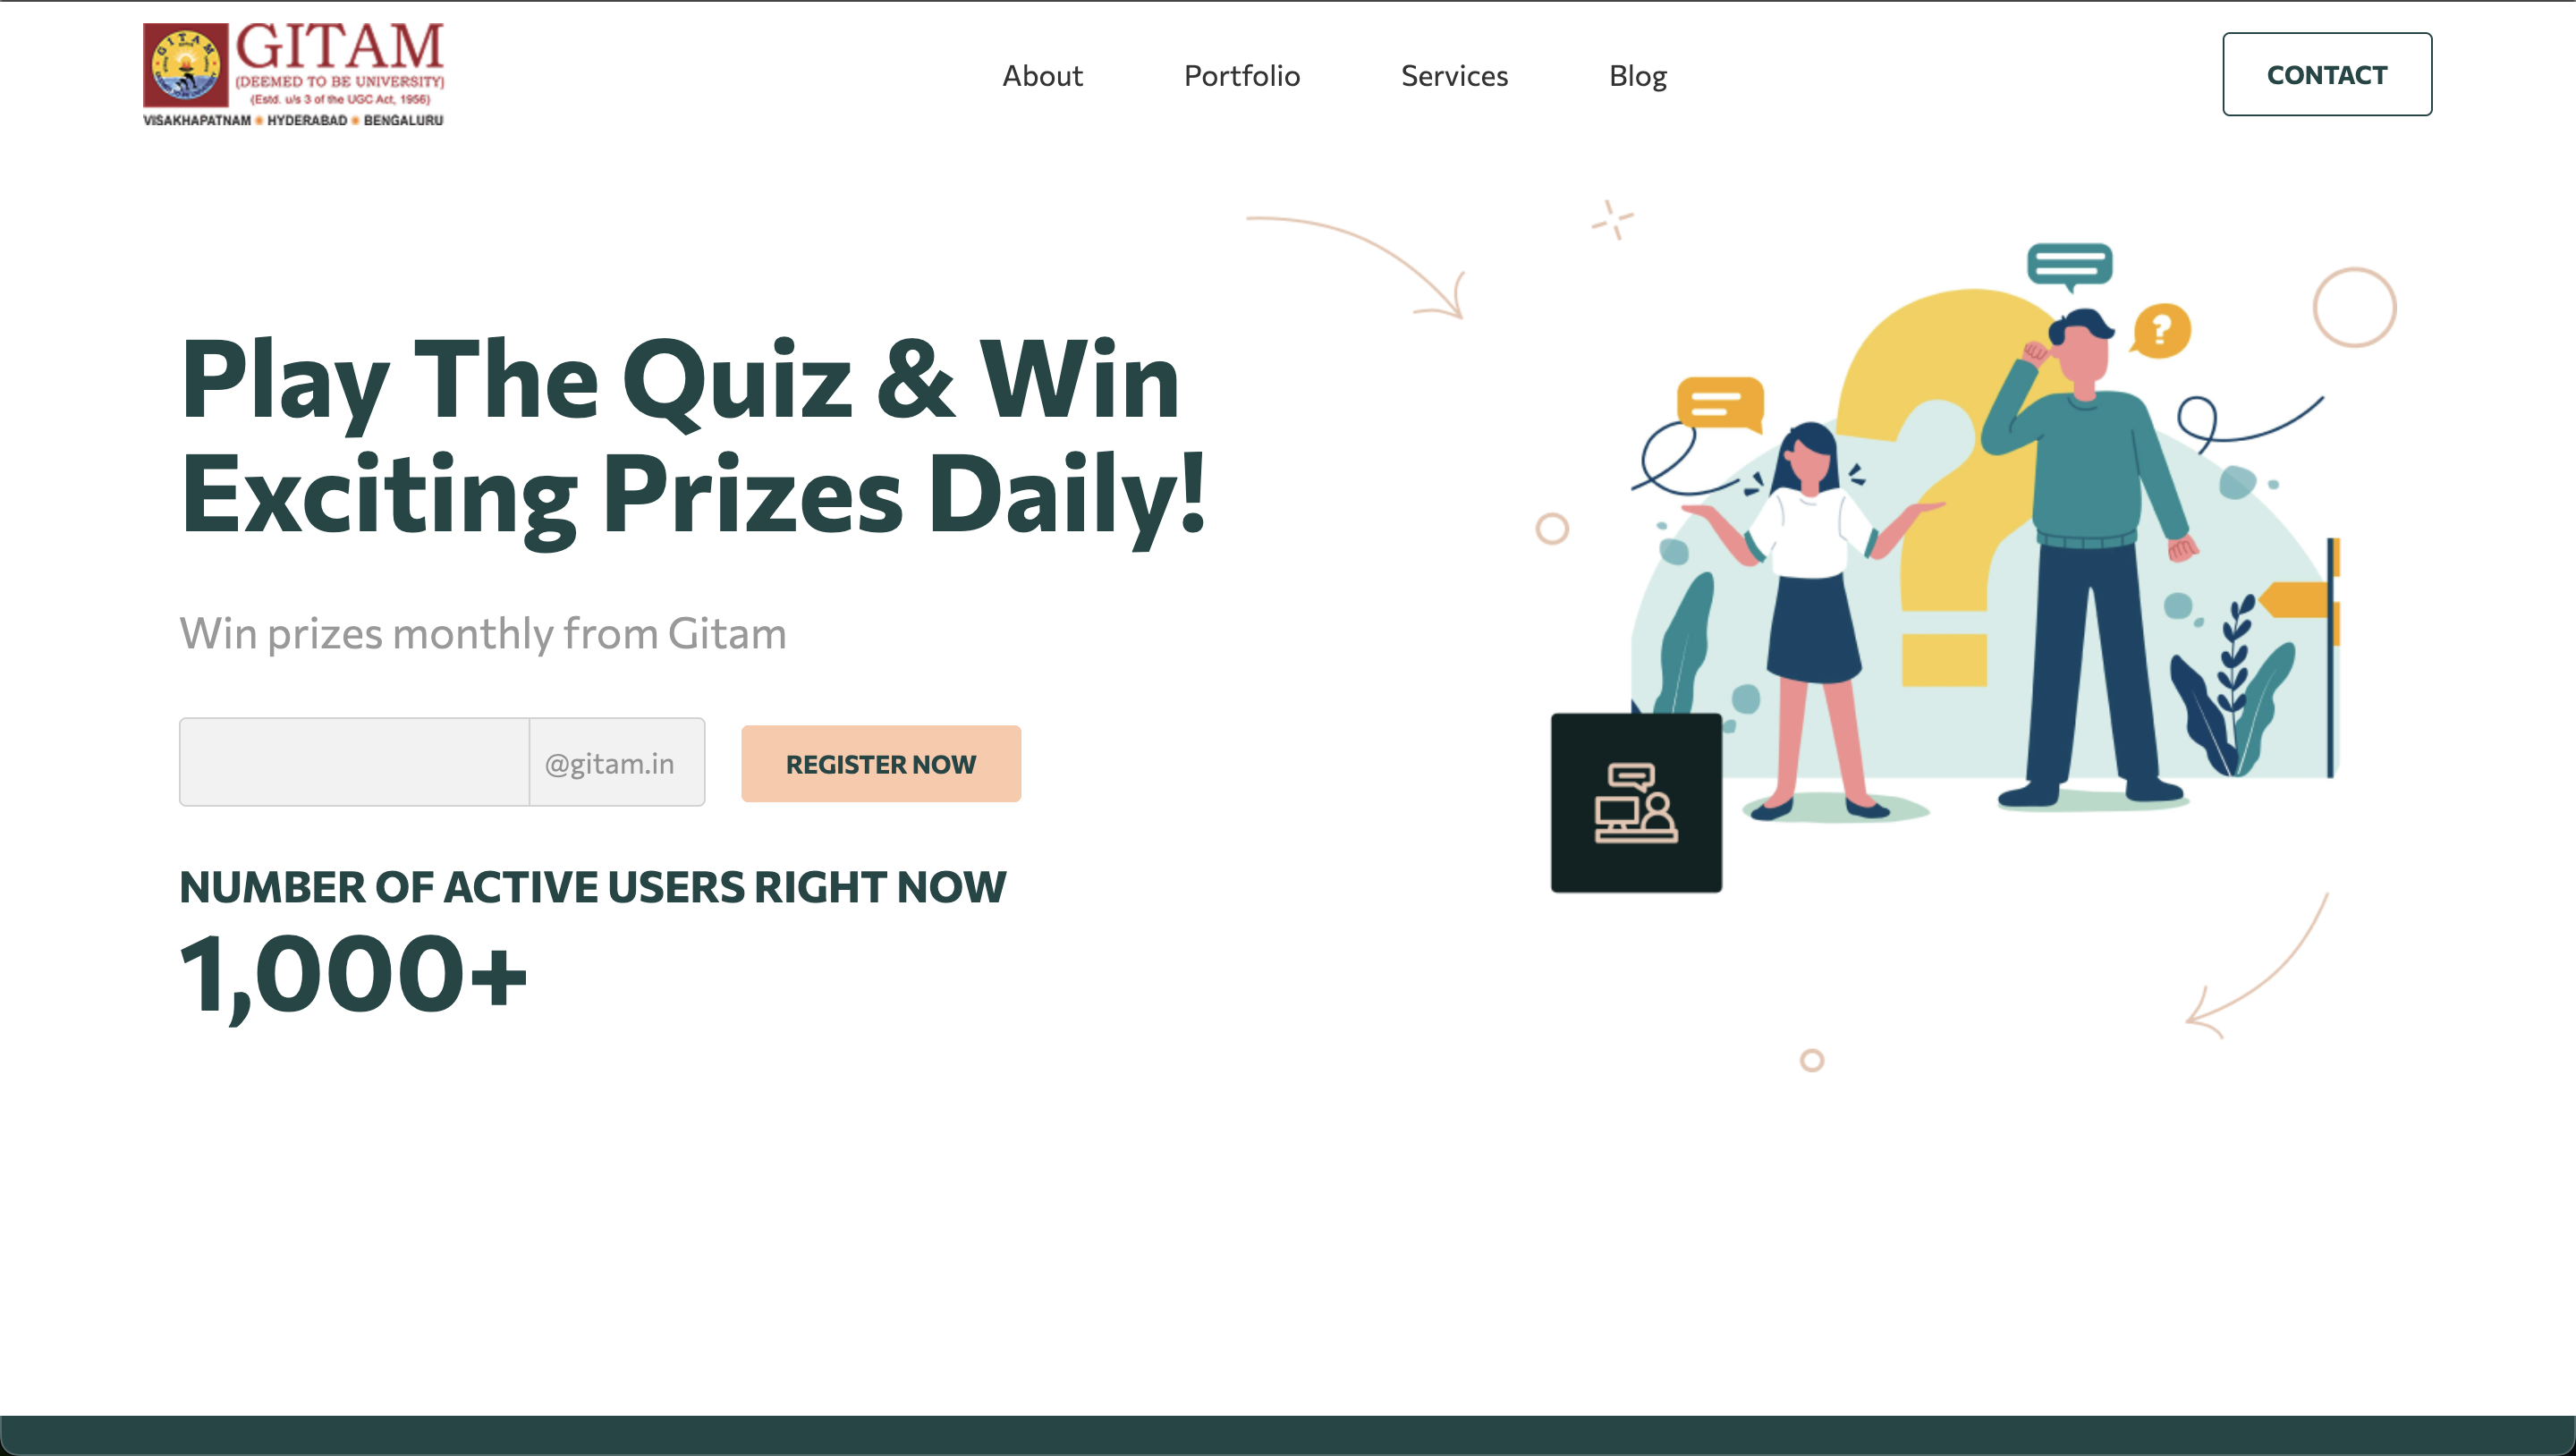 GITAM
GITAM
(DEEMED TO BE UNIVERSITY)
(Estd. u/s 3 of the UGC Act, 1956)
VISAKHAPATNAM HYDERABAD BENGALURU
About Portfolio Services Blog
CONTACT
Play The Quiz & Win
Exciting Prizes Daily!
?
Win prizes monthly from Gitam
@gitam.in
REGISTER NOW
NUMBER OF ACTIVE USERS RIGHT NOW
1,000+